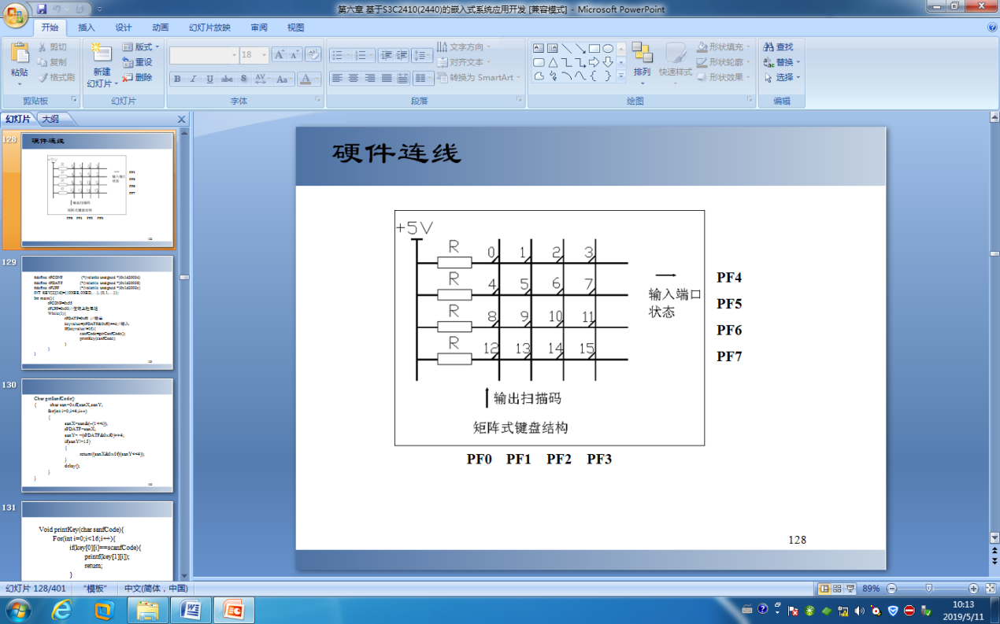 第六章 基于S3C2410(2440)的嵌入式系统应用开发 [兼容模式] - Microsoft PowerPoint
开始 插入 设计 动画 幻灯片放映 审阅 视图
粘贴
剪切
复制
格式刷
剪贴板
新建
幻灯片
版式
重设
删除
幻灯片
18
B I U abc S AV Aa A
字体
文字方向
对齐文本
转换为 SmartArt
段落
排列
快速样式
形状填充
形状轮廓
形状效果
绘图
查找
替换
选择
编辑
幻灯片 大纲
128
硬件连线
129
130
Char getSanfCode()
131
Void printKey(char sanfCode){
For(int i=0;i<16;i++){
if(key[0][i]==scanfCode){
printf(key[1][i]);
return;
}
硬件连线
+5V
R 0 1 2 3
R 4 5 6 7
R 8 9 10 11
R 12 13 14 15
输入端口
状态
PF4
PF5
PF6
PF7
输出扫描码
矩阵式键盘结构
PF0 PF1 PF2 PF3
128
幻灯片 128/401 "模板" 中文(简体，中国) 89%
10:13
2019/5/11